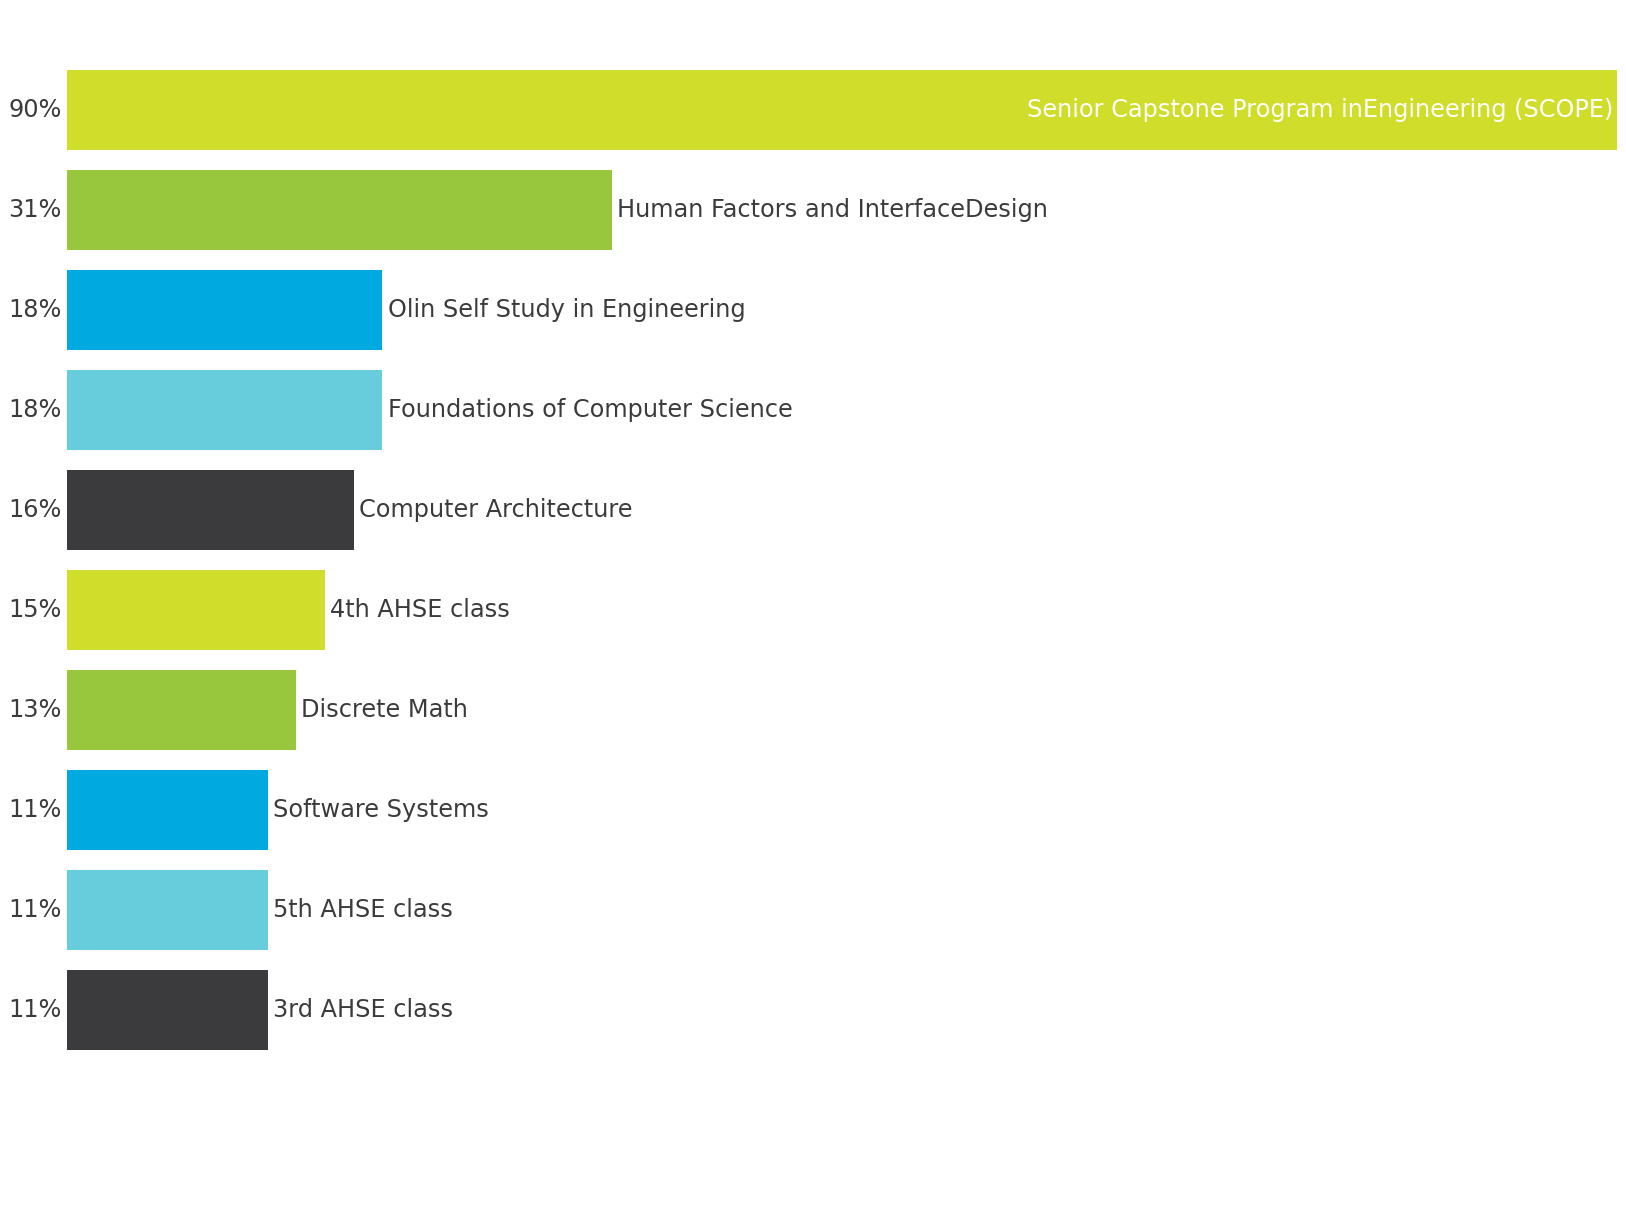 90% Senior Capstone Program inEngineering (SCOPE)
31% Human Factors and InterfaceDesign
18% Olin Self Study in Engineering
18% Foundations of Computer Science
16% Computer Architecture
15% 4th AHSE class
13% Discrete Math
11% Software Systems
11% 5th AHSE class
11% 3rd AHSE class